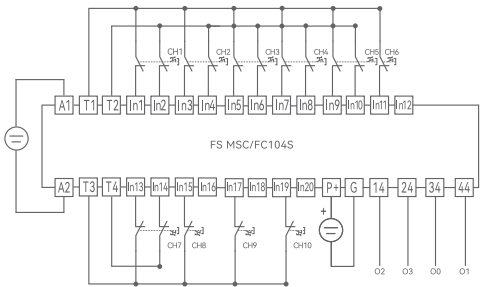 CH1 CH2 CH3 CH4 CH5 CH6
A1 T1 T2 In1 In2 In3 In4 In5 In6 In7 In8 In9 In10 In11 In12
FS MSC/FC104S
A2 T3 T4 In13 In14 In15 In16 In17 In18 In19 In20 P+ G 14 24 34 44
+
CH7 CH8 CH9 CH10
O2 O3 O0 O1